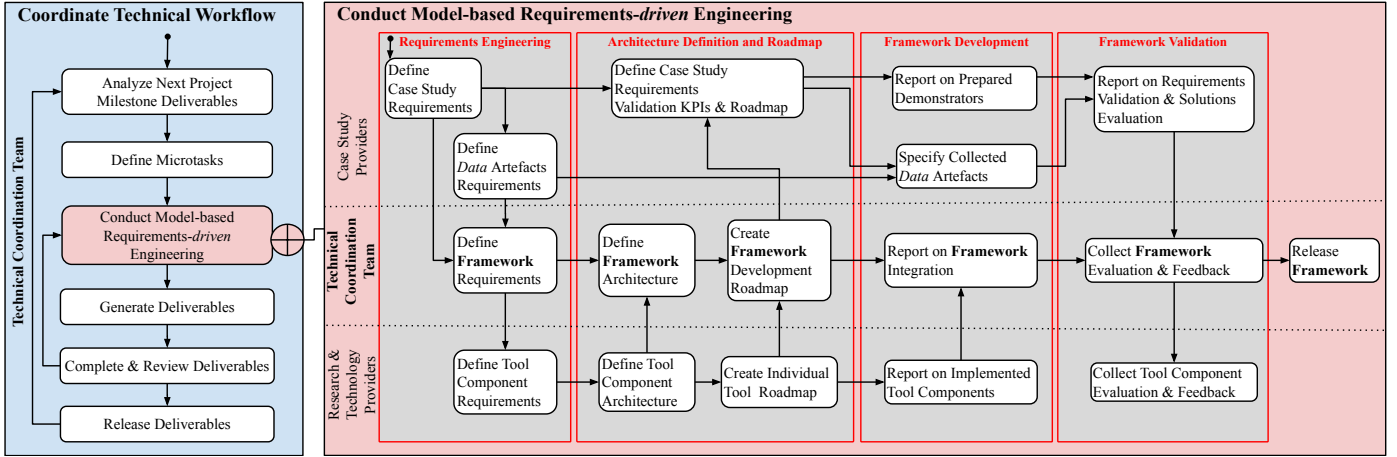 Coordinate Technical Workflow
Technical Coordination Team
Analyze Next Project
Milestone Deliverables
Define Microtasks
Conduct Model-based
Requirements-driven
Engineering
Generate Deliverables
Complete & Review Deliverables
Release Deliverables
Conduct Model-based Requirements-driven Engineering
Case Study
Providers
Technical
Coordination
Team
Research &
Technology
Providers
Requirements Engineering
Define
Case Study
Requirements
Define
Data Artefacts
Requirements
Define
Framework
Requirements
Define Tool
Component
Requirements
Architecture Definition and Roadmap
Define Case Study
Requirements
Validation KPIs & Roadmap
Define
Framework
Architecture
Create
Framework
Development
Roadmap
Define Tool
Component
Architecture
Create Individual
Tool Roadmap
Framework Development
Report on Prepared
Demonstrators
Specify Collected
Data Artefacts
Report on Framework
Integration
Report on Implemented
Tool Components
Framework Validation
Report on Requirements
Validation & Solutions
Evaluation
Collect Framework
Evaluation & Feedback
Collect Tool Component
Evaluation & Feedback
Release
Framework